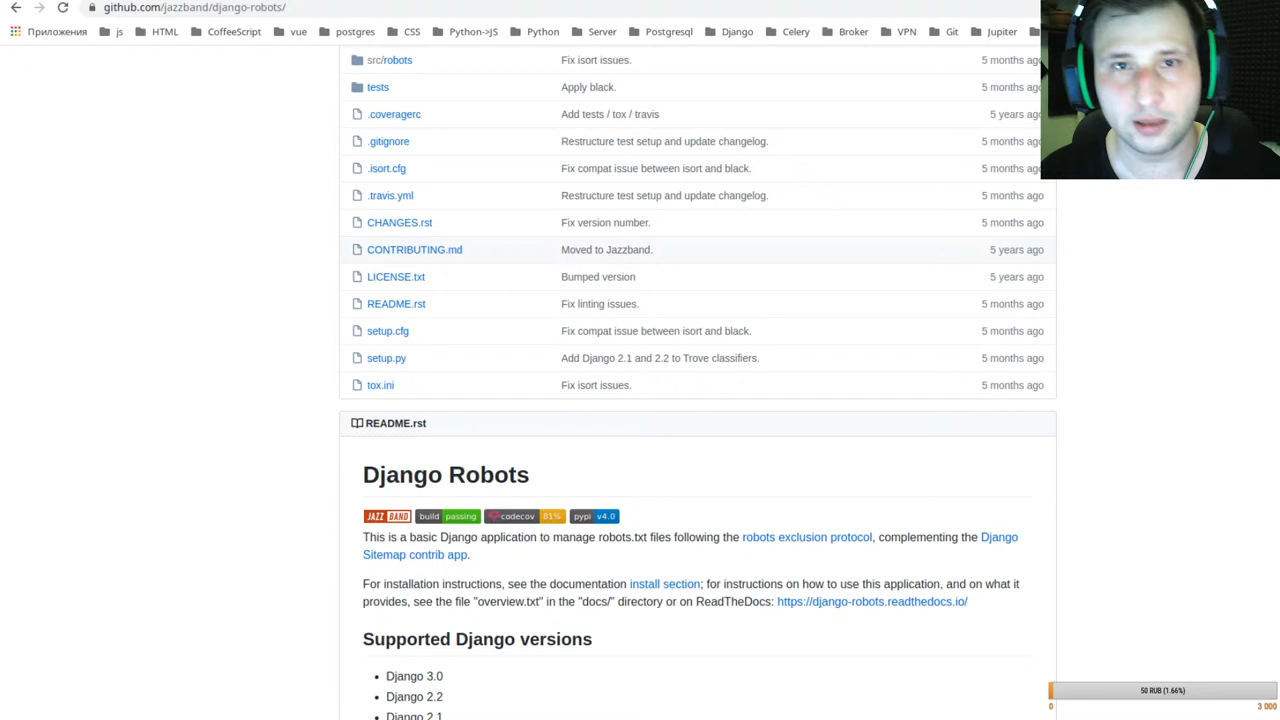 github.com/jazzband/django-robots/
Приложения js HTML CoffeeScript vue postgres CSS Python->JS Python Server Postgresql Django Celery Broker VPN Git Jupiter
src/robots Fix isort issues. 5 months ago
tests Apply black. 5 months ago
.coveragerc Add tests / tox / travis 5 years ago
.gitignore Restructure test setup and update changelog. 5 months ago
.isort.cfg Fix compat issue between isort and black. 5 months ago
.travis.yml Restructure test setup and update changelog. 5 months ago
CHANGES.rst Fix version number. 5 months ago
CONTRIBUTING.md Moved to Jazzband. 5 years ago
LICENSE.txt Bumped version 5 years ago
README.rst Fix linting issues. 5 months ago
setup.cfg Fix compat issue between isort and black. 5 months ago
setup.py Add Django 2.1 and 2.2 to Trove classifiers. 5 months ago
tox.ini Fix isort issues. 5 months ago
README.rst
Django Robots
JAZZ BAND build passing codecov 81% pypi v4.0
This is a basic Django application to manage robots.txt files following the robots exclusion protocol, complementing the Django
Sitemap contrib app.
For installation instructions, see the documentation install section; for instructions on how to use this application, and on what it
provides, see the file "overview.txt" in the "docs/" directory or on ReadTheDocs: https://django-robots.readthedocs.io/
Supported Django versions
• Django 3.0
• Django 2.2
• Django 2.1
50 RUB (1.66%)
0 3 000